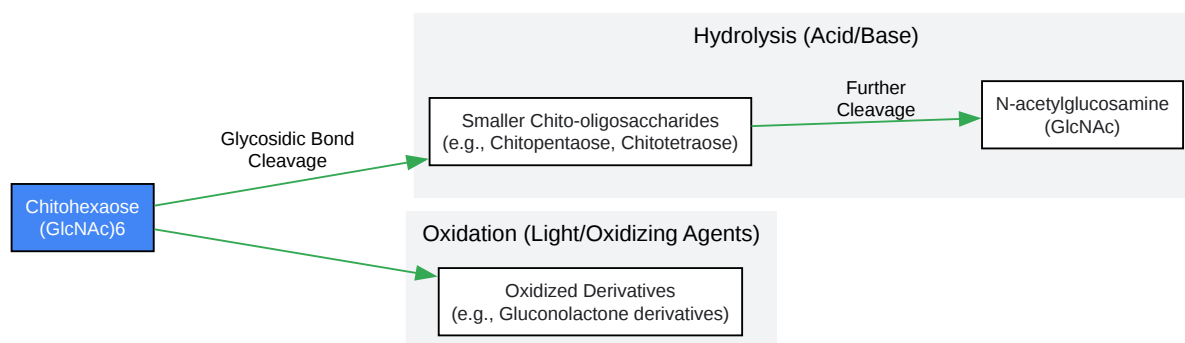 Hydrolysis (Acid/Base)
Further
Cleavage
N-acetylglucosamine
(GlcNAc)
Smaller Chito-oligosaccharides
(e.g., Chitopentaose, Chitotetraose)
Glycosidic Bond
Cleavage
Chitohexaose
(GlcNAc)6
Oxidation (Light/Oxidizing Agents)
Oxidized Derivatives
(e.g., Gluconolactone derivatives)